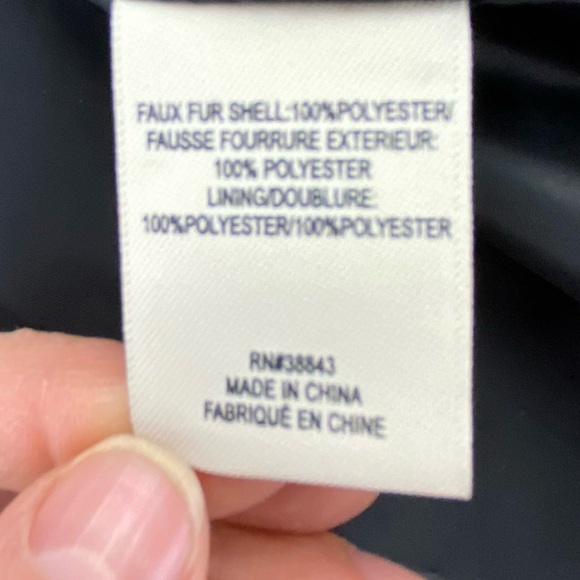 FAUX FUR SHELL:100%POLYESTER/
FAUSSE FOURRURE EXTERIEUR:
100% POLYESTER
LINING/DOUBLURE:
100%POLYESTER/100%POLYESTER
RN#38843
MADE IN CHINA
FABRIQUÉ EN CHINE